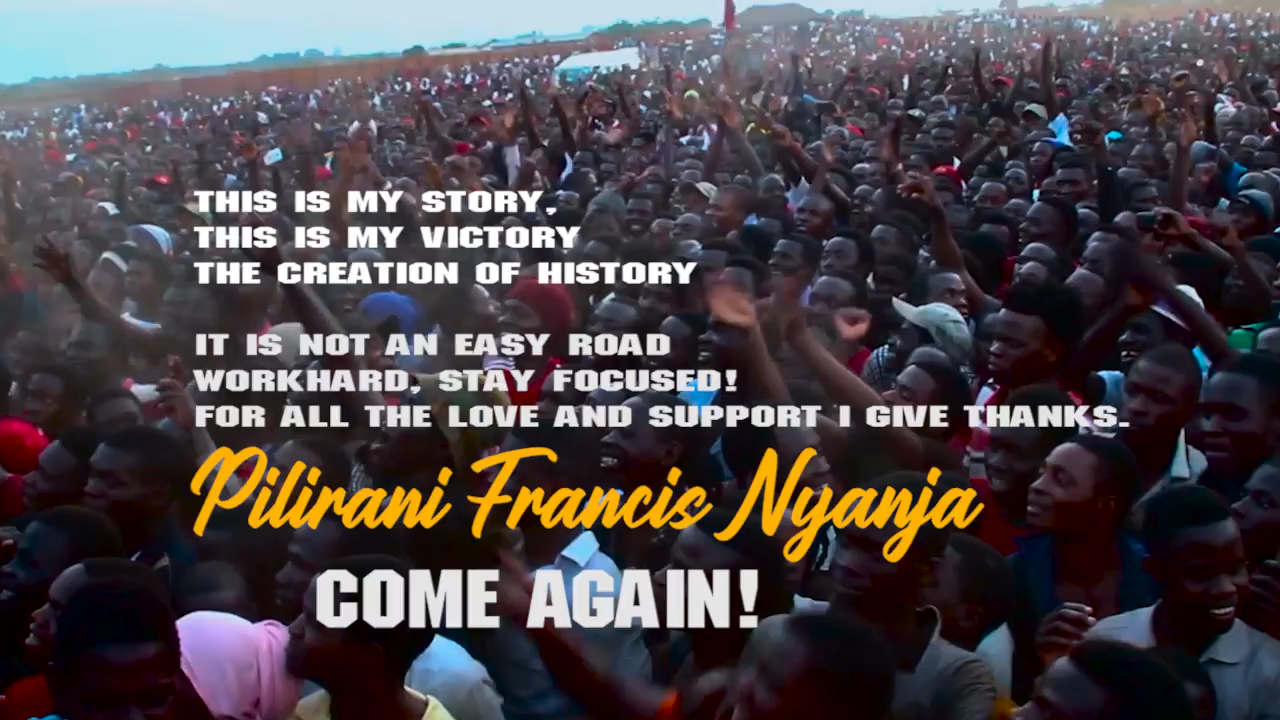 THIS IS MY STORY,
THIS IS MY VICTORY
THE CREATION OF HISTORY
IT IS NOT AN EASY ROAD
WORKHARD, STAY FOCUSED!
FOR ALL THE LOVE AND SUPPORT I GIVE THANKS.
Pilirani Francis Nyanja
COME AGAIN!